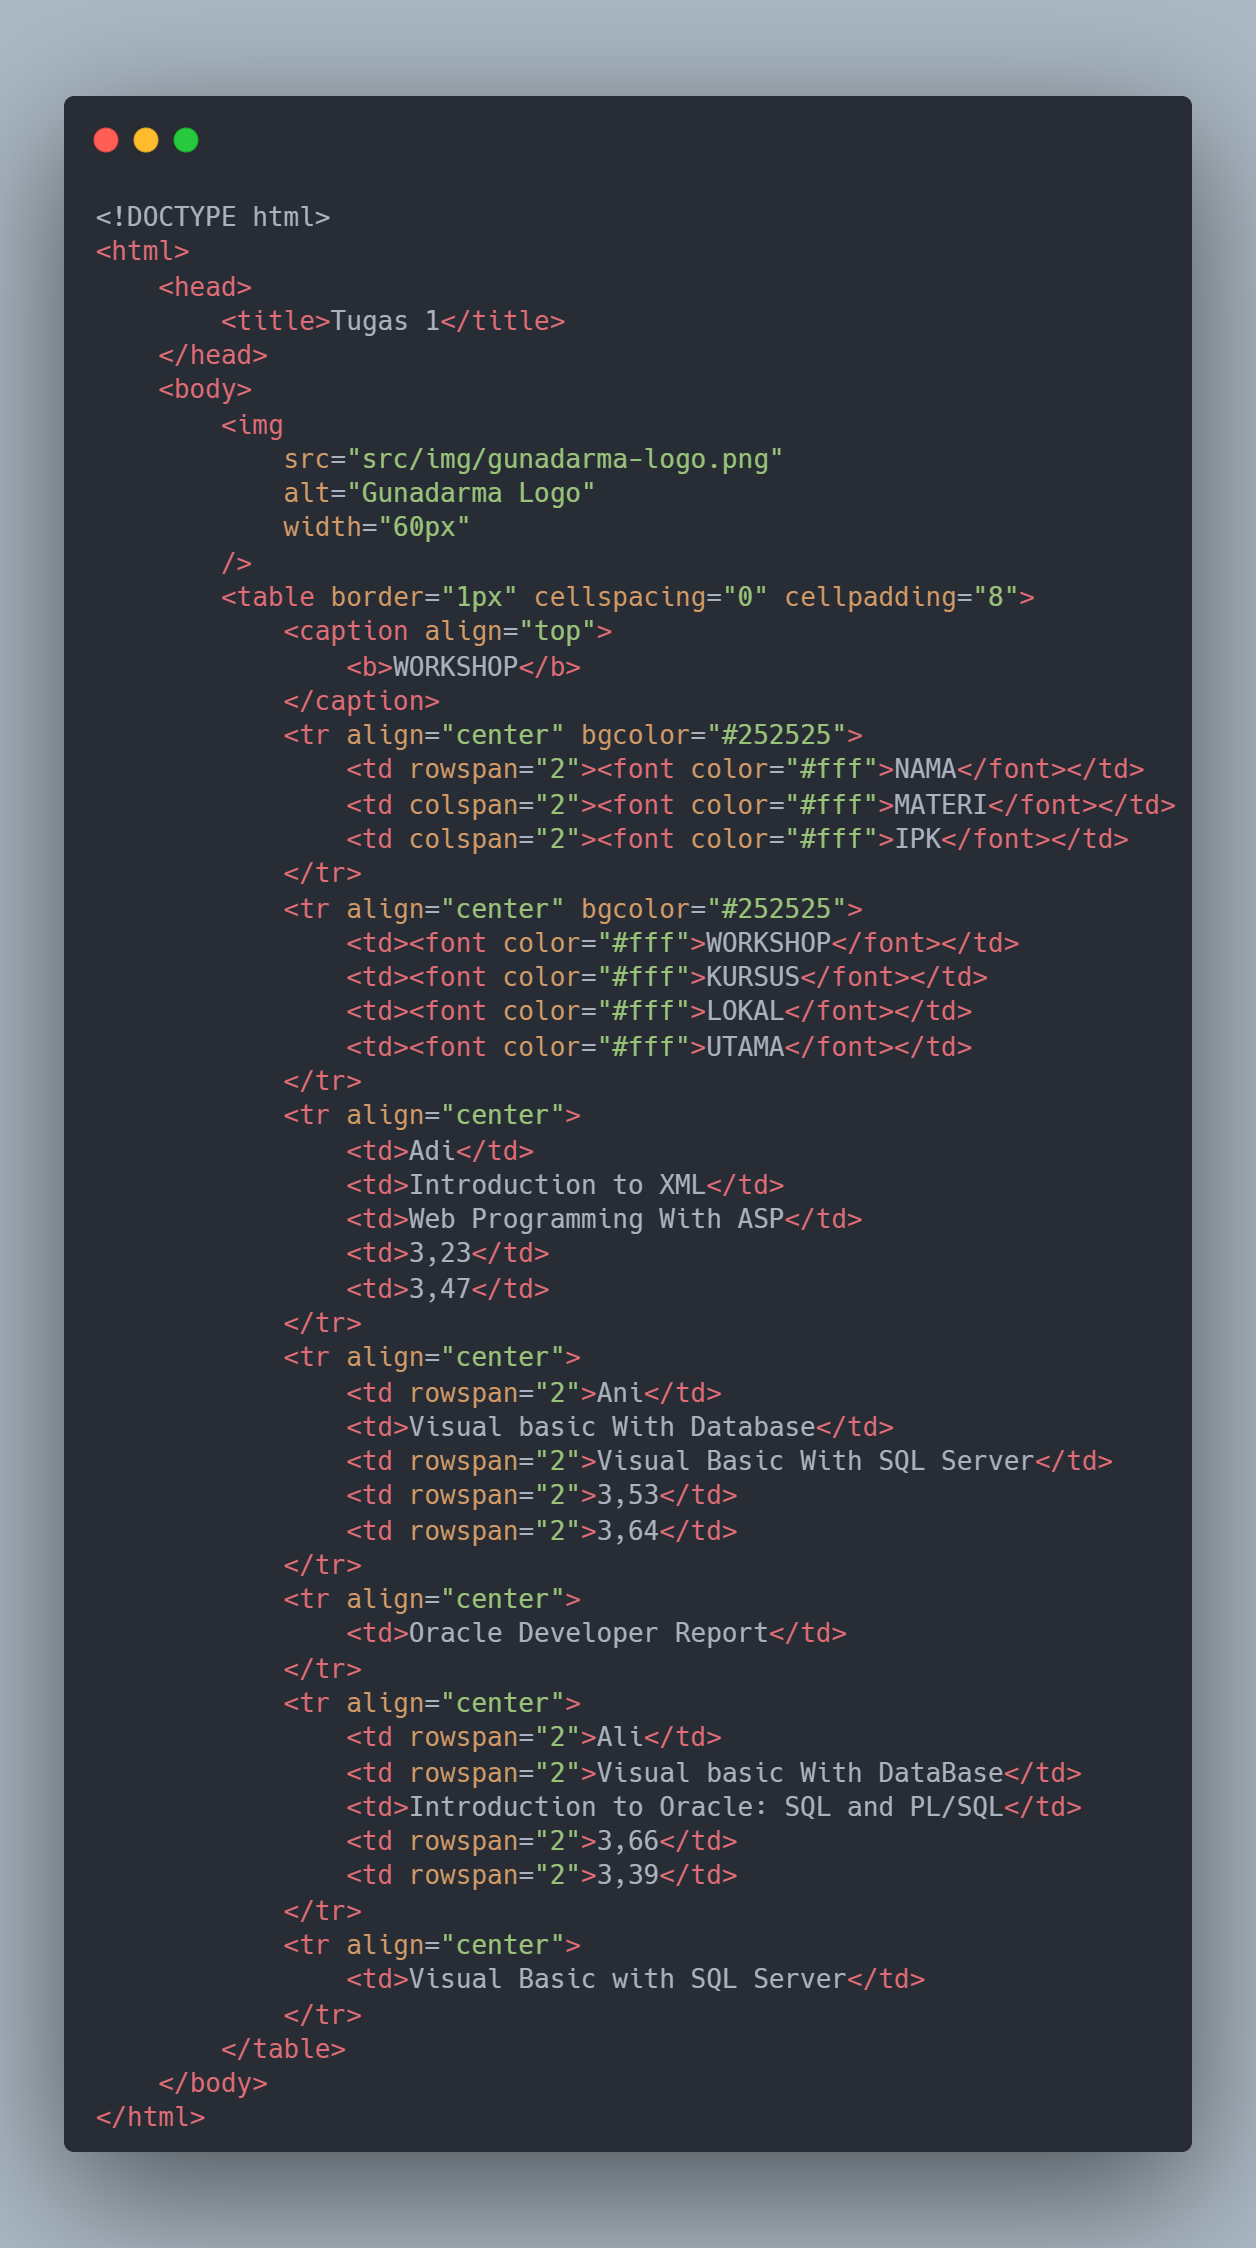 <!DOCTYPE html>
<html>
    <head>
        <title>Tugas 1</title>
    </head>
    <body>
        <img
            src="src/img/gunadarma-logo.png"
            alt="Gunadarma Logo"
            width="60px"
        />
        <table border="1px" cellspacing="0" cellpadding="8">
            <caption align="top">
                <b>WORKSHOP</b>
            </caption>
            <tr align="center" bgcolor="#252525">
                <td rowspan="2"><font color="#fff">NAMA</font></td>
                <td colspan="2"><font color="#fff">MATERI</font></td>
                <td colspan="2"><font color="#fff">IPK</font></td>
            </tr>
            <tr align="center" bgcolor="#252525">
                <td><font color="#fff">WORKSHOP</font></td>
                <td><font color="#fff">KURSUS</font></td>
                <td><font color="#fff">LOKAL</font></td>
                <td><font color="#fff">UTAMA</font></td>
            </tr>
            <tr align="center">
                <td>Adi</td>
                <td>Introduction to XML</td>
                <td>Web Programming With ASP</td>
                <td>3,23</td>
                <td>3,47</td>
            </tr>
            <tr align="center">
                <td rowspan="2">Ani</td>
                <td>Visual basic With Database</td>
                <td rowspan="2">Visual Basic With SQL Server</td>
                <td rowspan="2">3,53</td>
                <td rowspan="2">3,64</td>
            </tr>
            <tr align="center">
                <td>Oracle Developer Report</td>
            </tr>
            <tr align="center">
                <td rowspan="2">Ali</td>
                <td rowspan="2">Visual basic With DataBase</td>
                <td>Introduction to Oracle: SQL and PL/SQL</td>
                <td rowspan="2">3,66</td>
                <td rowspan="2">3,39</td>
            </tr>
            <tr align="center">
                <td>Visual Basic with SQL Server</td>
            </tr>
        </table>
    </body>
</html>